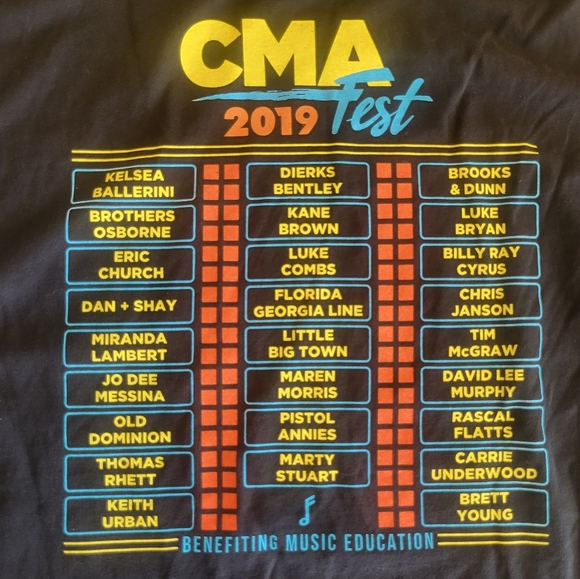 CMA
Fest
2019
KELSEA
BALLERINI
BROTHERS
OSBORNE
ERIC
CHURCH
DAN + SHAY
MIRANDA
LAMBERT
JO DEE
MESSINA
OLD
DOMINION
THOMAS
RHETT
KEITH
URBAN
DIERKS
BENTLEY
KANE
BROWN
LUKE
COMBS
FLORIDA
GEORGIA LINE
LITTLE
BIG TOWN
MAREN
MORRIS
PISTOL
ANNIES
MARTY
STUART
BROOKS
& DUNN
LUKE
BRYAN
BILLY RAY
CYRUS
CHRIS
JANSON
TIM
McGRAW
DAVID LEE
MURPHY
RASCAL
FLATTS
CARRIE
UNDERWOOD
BRETT
YOUNG
BENEFITING MUSIC EDUCATION